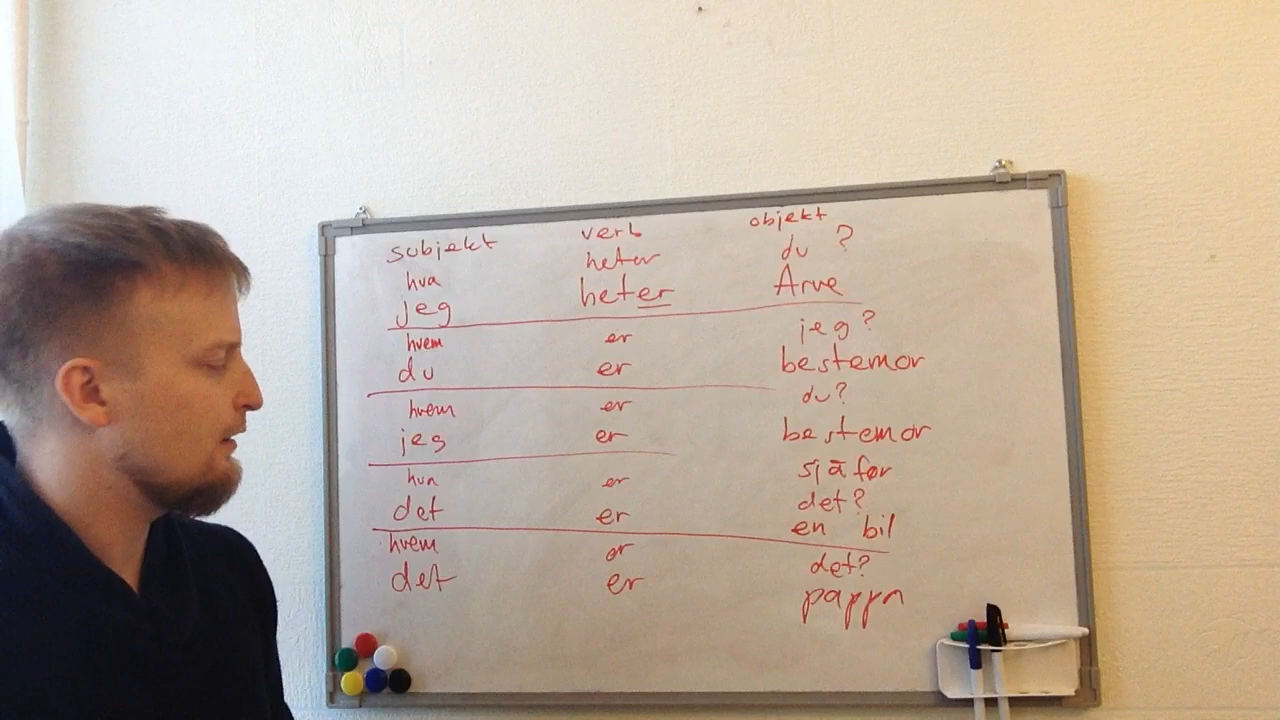 subjekt verb objekt
hva heter du ?
jeg heter Arve
hvem er jeg?
du er bestemor
hvem er du?
jeg er bestemor
sjåfør
hva er det?
det er en bil
hvem er det?
det er pappa